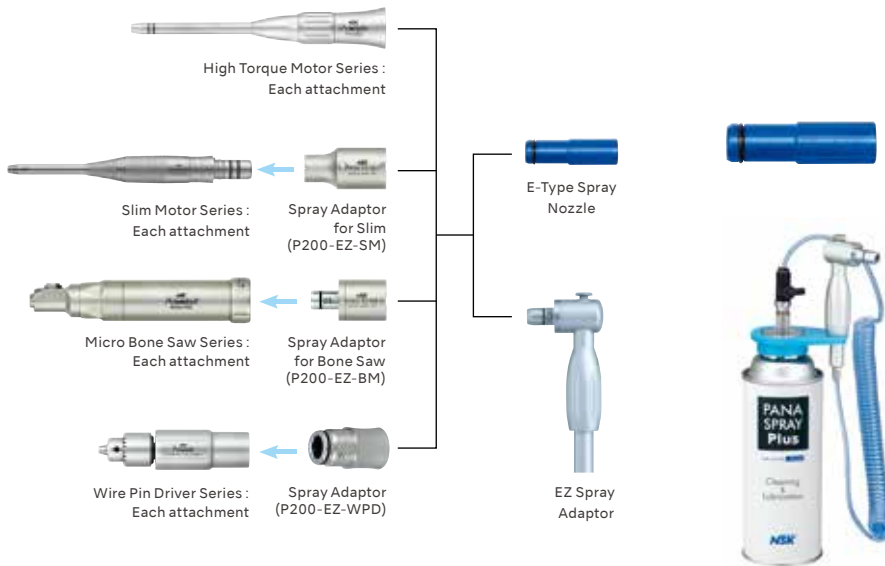 High Torque Motor Series :
Each attachment
Slim Motor Series :
Each attachment
Spray Adaptor
for Slim
(P200-EZ-SM)
E-Type Spray
Nozzle
Micro Bone Saw Series :
Each attachment
Spray Adaptor
for Bone Saw
(P200-EZ-BM)
Wire Pin Driver Series :
Each attachment
Spray Adaptor
(P200-EZ-WPD)
EZ Spray
Adaptor
PANA
SPRAY
Plus
Cleaning
&
Lubrication
NSK